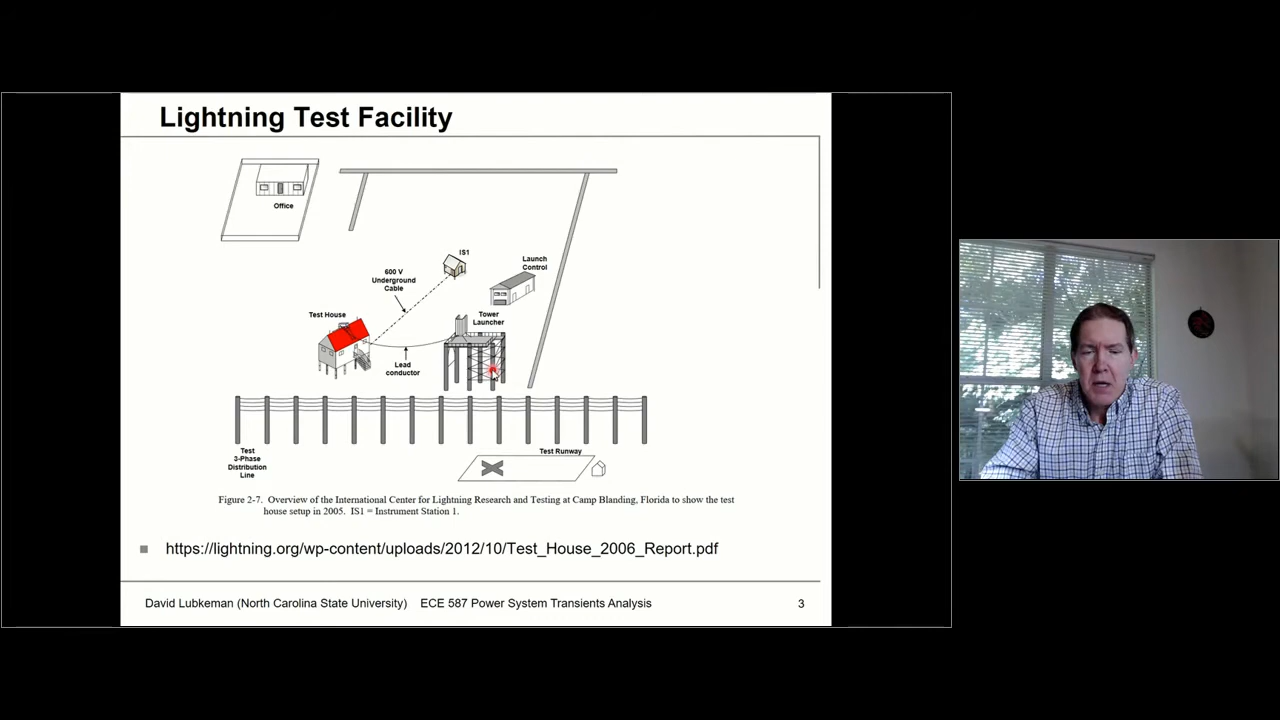 Lightning Test Facility
Office
IS1
Launch
Control
600 V
Underground
Cable
Test House
Tower
Launcher
Lead
conductor
Test
3-Phase
Distribution
Line
Test Runway
Figure 2-7. Overview of the International Center for Lightning Research and Testing at Camp Blanding, Florida to show the test
house setup in 2005. IS1 = Instrument Station 1.
https://lightning.org/wp-content/uploads/2012/10/Test_House_2006_Report.pdf
David Lubkeman (North Carolina State University) ECE 587 Power System Transients Analysis 3